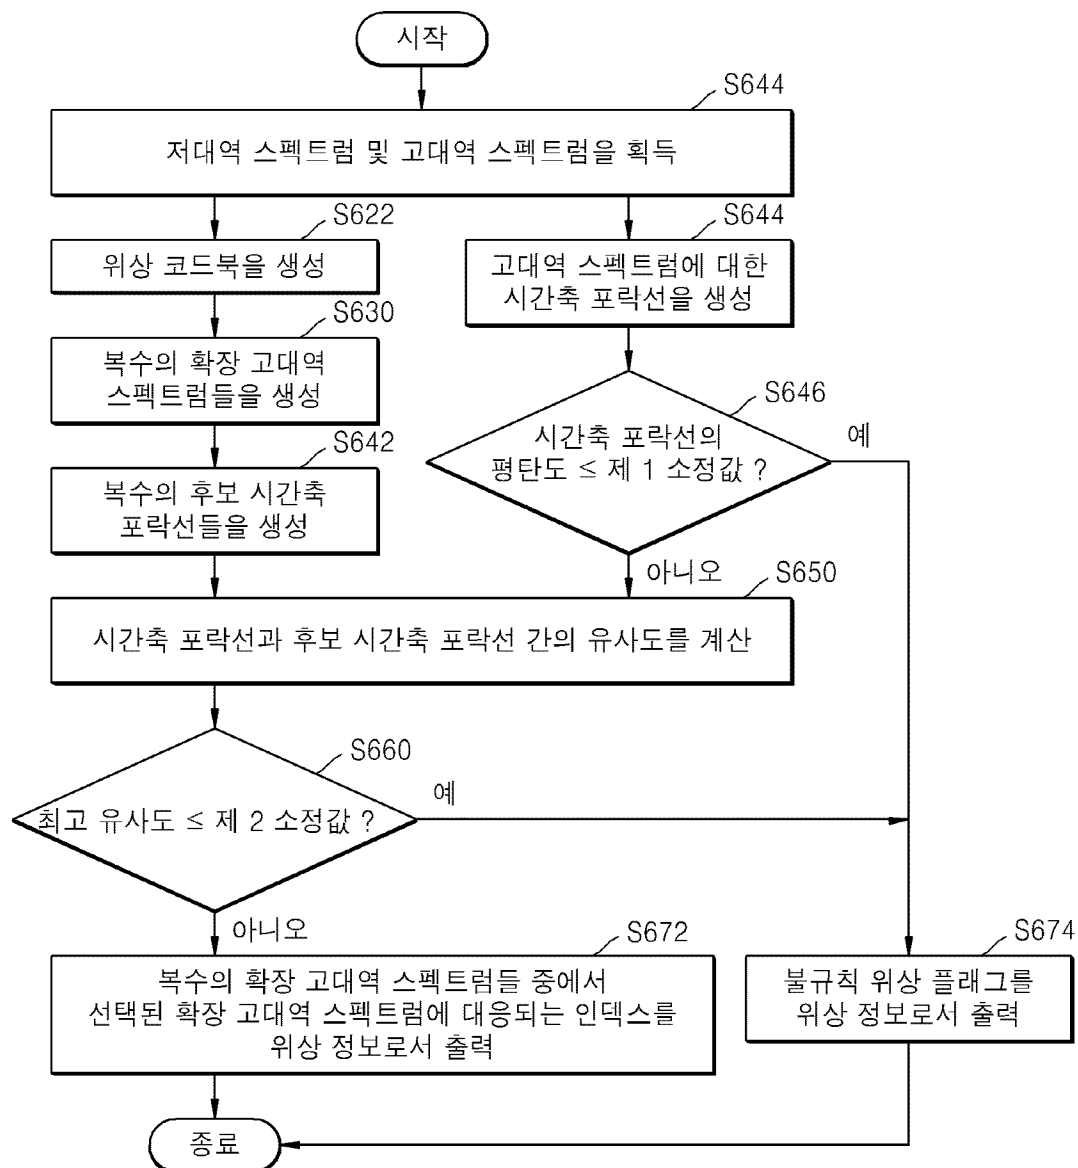 시작
S644
저대역 스펙트럼 및 고대역 스펙트럼을 획득
S622
위상 코드북을 생성
S644
고대역 스펙트럼에 대한
시간축 포락선을 생성
S630
복수의 확장 고대역
스펙트럼들을 생성
S646
시간축 포락선의
평탄도 ≤ 제 1 소정값 ?
예
S642
복수의 후보 시간축
포락선들을 생성
아니오
S650
시간축 포락선과 후보 시간축 포락선 간의 유사도를 계산
S660
최고 유사도 ≤ 제 2 소정값 ?
예
아니오
S672
복수의 확장 고대역 스펙트럼들 중에서
선택된 확장 고대역 스펙트럼에 대응되는 인덱스를
위상 정보로서 출력
S674
불규칙 위상 플래그를
위상 정보로서 출력
종료